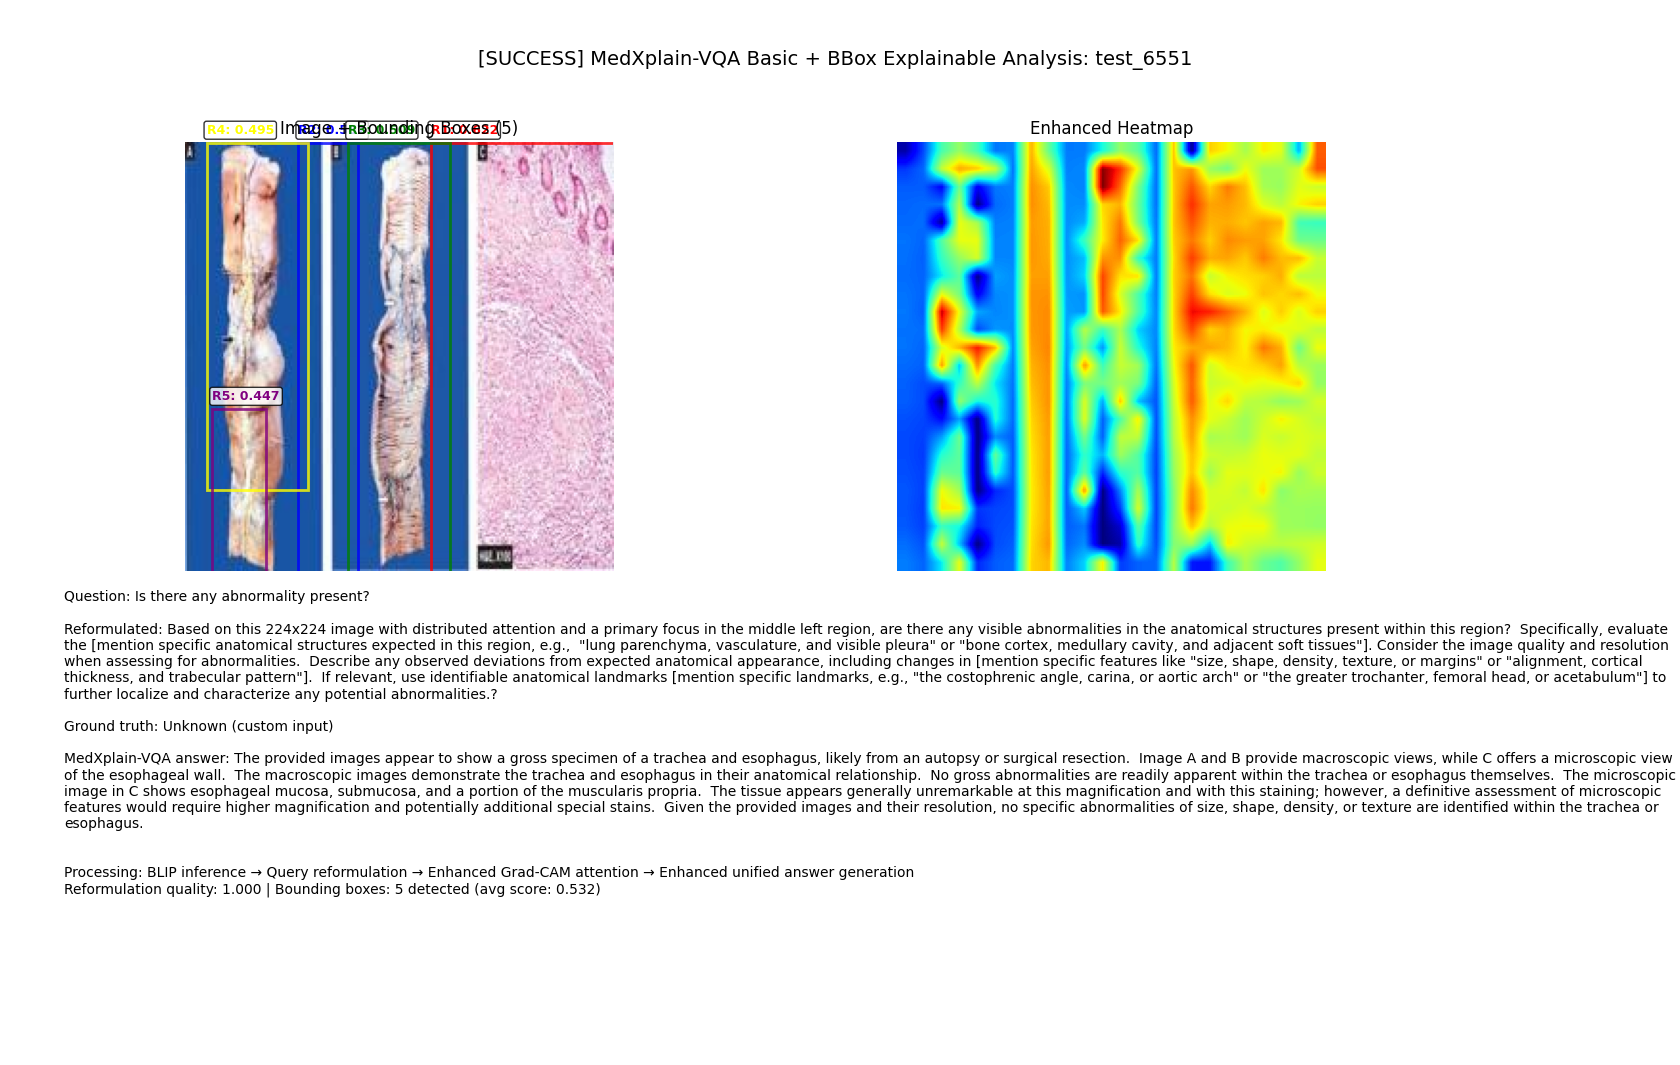 [SUCCESS] MedXplain-VQA Basic + BBox Explainable Analysis: test_6551
Image + Bounding Boxes (5)
Enhanced Heatmap
R4: 0.495
R5: 0.447
A
B
C
Question: Is there any abnormality present?
Reformulated: Based on this 224x224 image with distributed attention and a primary focus in the middle left region, are there any visible abnormalities in the anatomical structures present within this region?  Specifically, evaluate
the [mention specific anatomical structures expected in this region, e.g.,  "lung parenchyma, vasculature, and visible pleura" or "bone cortex, medullary cavity, and adjacent soft tissues"]. Consider the image quality and resolution
when assessing for abnormalities.  Describe any observed deviations from expected anatomical appearance, including changes in [mention specific features like "size, shape, density, texture, or margins" or "alignment, cortical
thickness, and trabecular pattern"].  If relevant, use identifiable anatomical landmarks [mention specific landmarks, e.g., "the costophrenic angle, carina, or aortic arch" or "the greater trochanter, femoral head, or acetabulum"] to
further localize and characterize any potential abnormalities.?
Ground truth: Unknown (custom input)
MedXplain-VQA answer: The provided images appear to show a gross specimen of a trachea and esophagus, likely from an autopsy or surgical resection.  Image A and B provide macroscopic views, while C offers a microscopic view
of the esophageal wall.  The macroscopic images demonstrate the trachea and esophagus in their anatomical relationship.  No gross abnormalities are readily apparent within the trachea or esophagus themselves.  The microscopic
image in C shows esophageal mucosa, submucosa, and a portion of the muscularis propria.  The tissue appears generally unremarkable at this magnification and with this staining; however, a definitive assessment of microscopic
features would require higher magnification and potentially additional special stains.  Given the provided images and their resolution, no specific abnormalities of size, shape, density, or texture are identified within the trachea or
esophagus.
Processing: BLIP inference → Query reformulation → Enhanced Grad-CAM attention → Enhanced unified answer generation
Reformulation quality: 1.000 | Bounding boxes: 5 detected (avg score: 0.532)